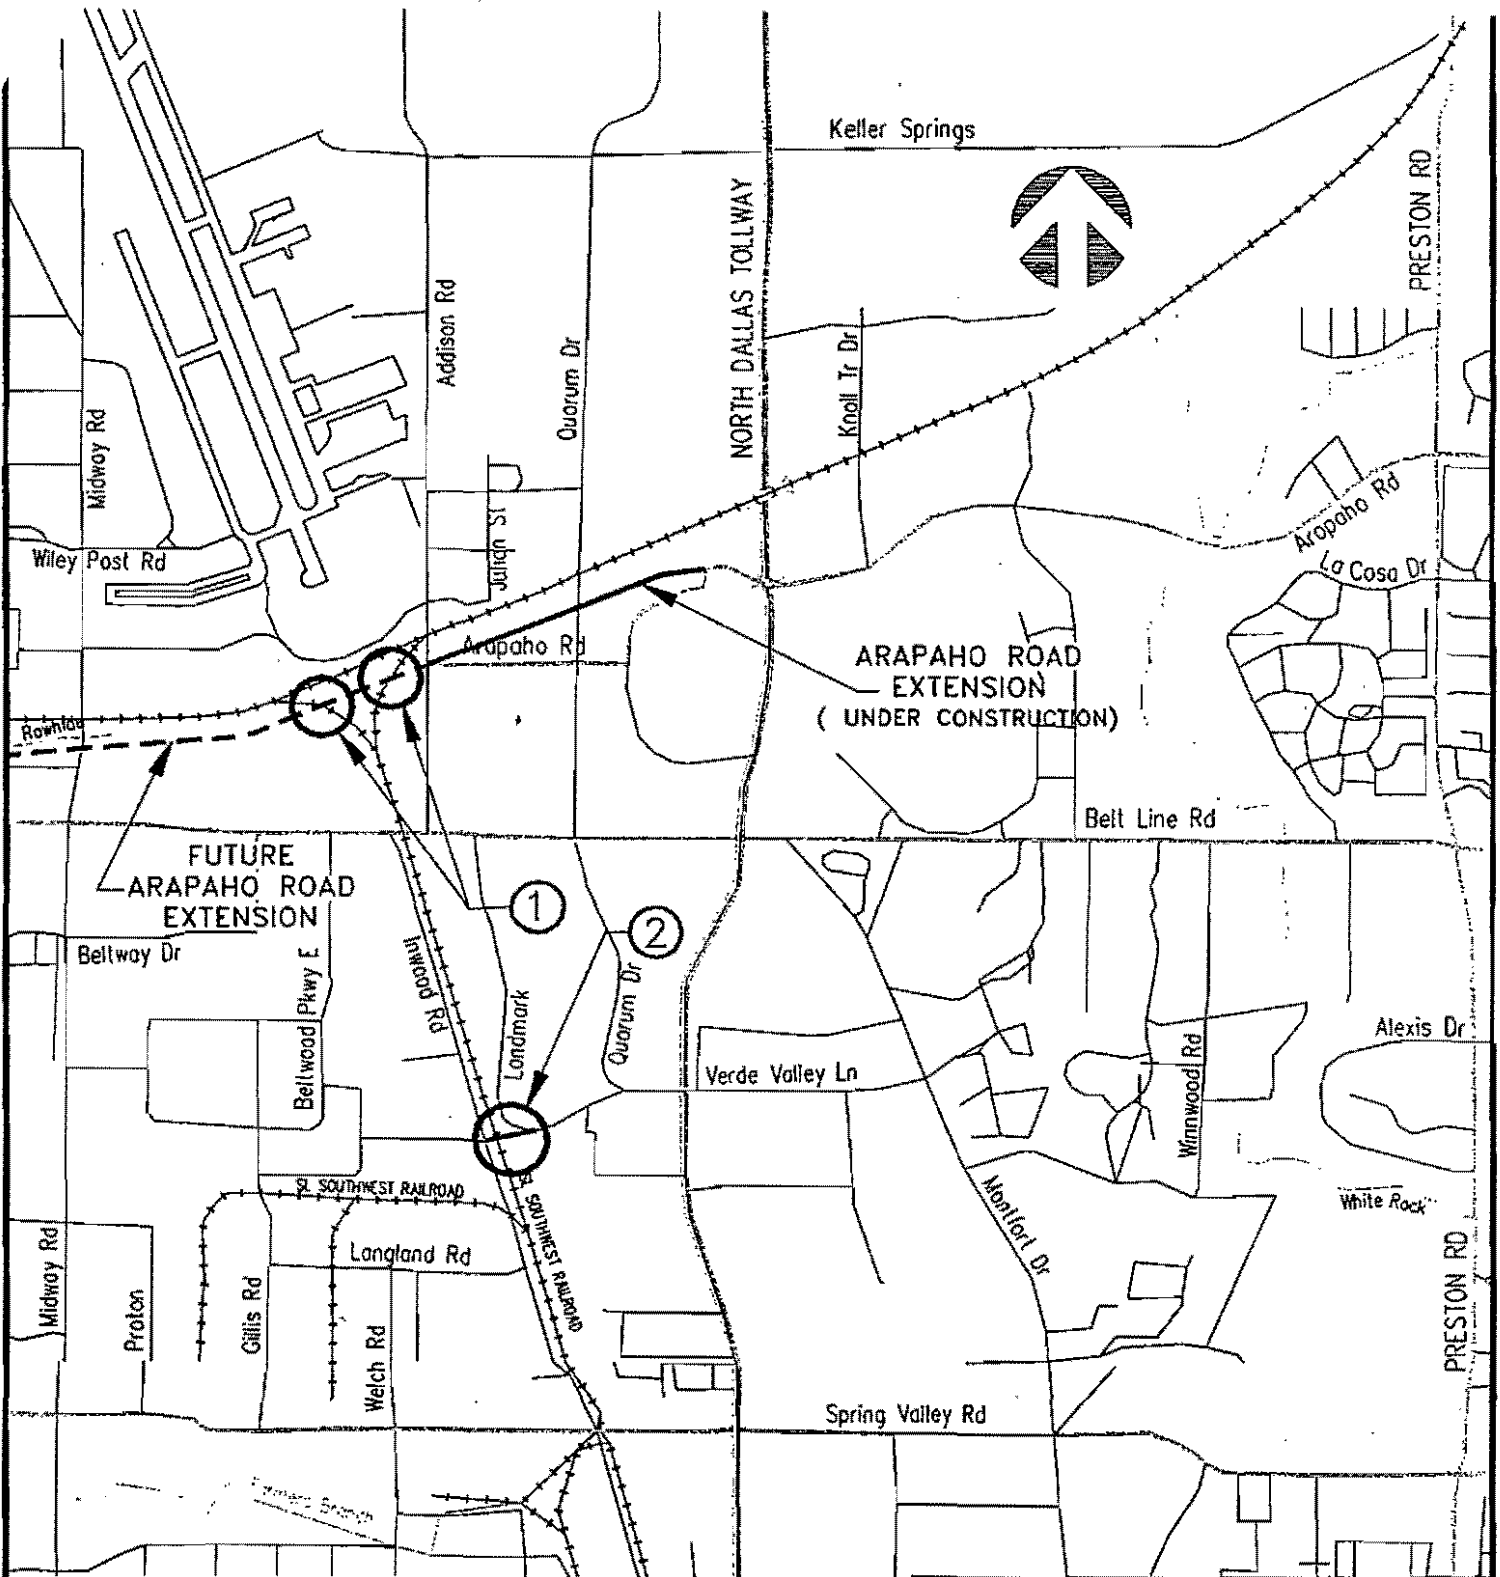 Keller Springs
PRESTON RD
NORTH DALLAS TOLLWAY
Addison Rd
Quorum Dr
Knoll Tr Dr
Midway Rd
Julian St
Wiley Post Rd
Arapaho Rd
La Cosa Dr
Arapaho Rd
ARAPAHO ROAD
EXTENSION
( UNDER CONSTRUCTION)
Belt Line Rd
FUTURE
ARAPAHO ROAD
EXTENSION
1
2
Beltway Dr
Beltwood Pkwy E
Inwood Rd
Landmark
Quorum Dr
Verde Valley Ln
Alexis Dr
Winnwood Rd
White Rock
SL SOUTHWEST RAILROAD
SL SOUTHWEST RAILROAD
Langland Rd
Montfort Dr
Midway Rd
Proton
Gillis Rd
Welch Rd
PRESTON RD
Spring Valley Rd
Farmers Branch